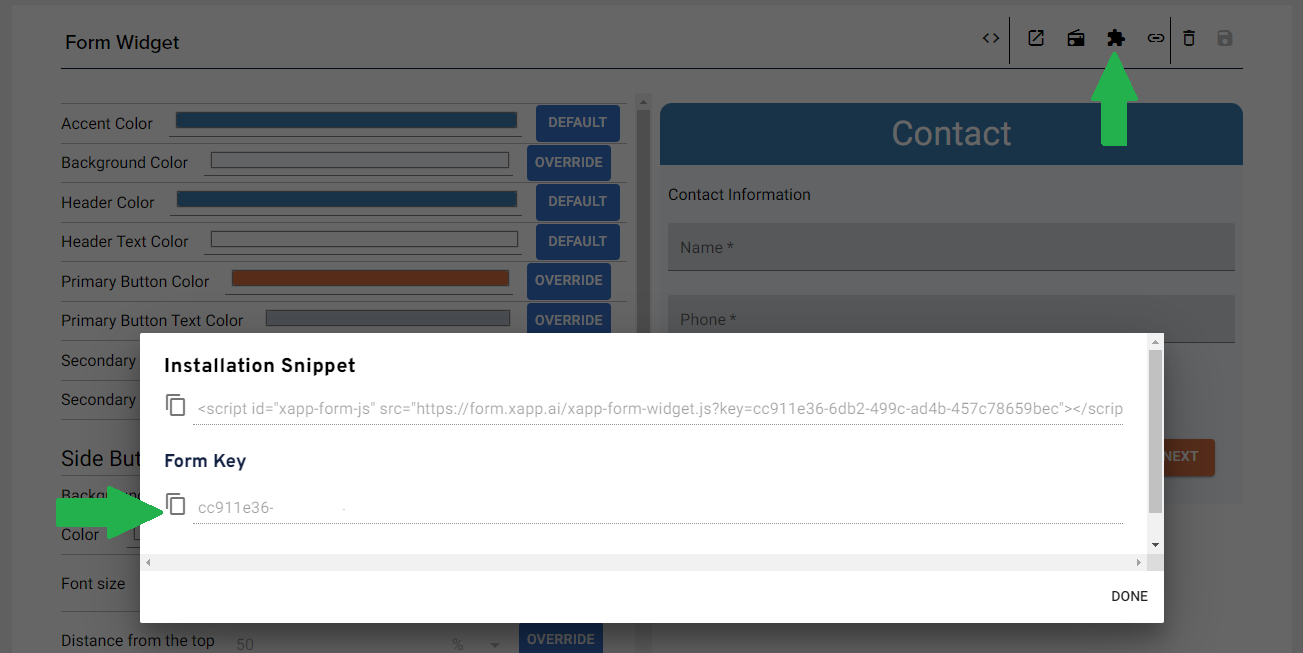 Form Widget
Accent Color DEFAULT
Background Color OVERRIDE
Header Color DEFAULT
Header Text Color DEFAULT
Primary Button Color OVERRIDE
Primary Button Text Color OVERRIDE
Secondary
Secondary
Side But
Backgroun
Color
Font size
Distance from the top 50 % OVERRIDE
Contact
Contact Information
Name *
Phone *
NEXT
Installation Snippet
<script id="xapp-form-js" src="https://form.xapp.ai/xapp-form-widget.js?key=cc911e36-6db2-499c-ad4b-457c78659bec"></scrip
Form Key
cc911e36-
DONE